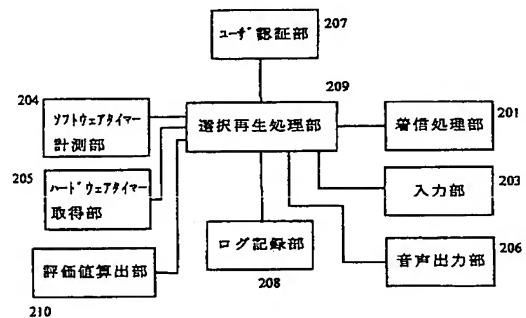 ユーザ認証部
207
204
ソフトウェアタイマー
計測部
209
選択再生処理部
201
着信処理部
205
ハードウェアタイマー
取得部
203
入力部
評価値算出部
210
ログ記録部
208
206
音声出力部